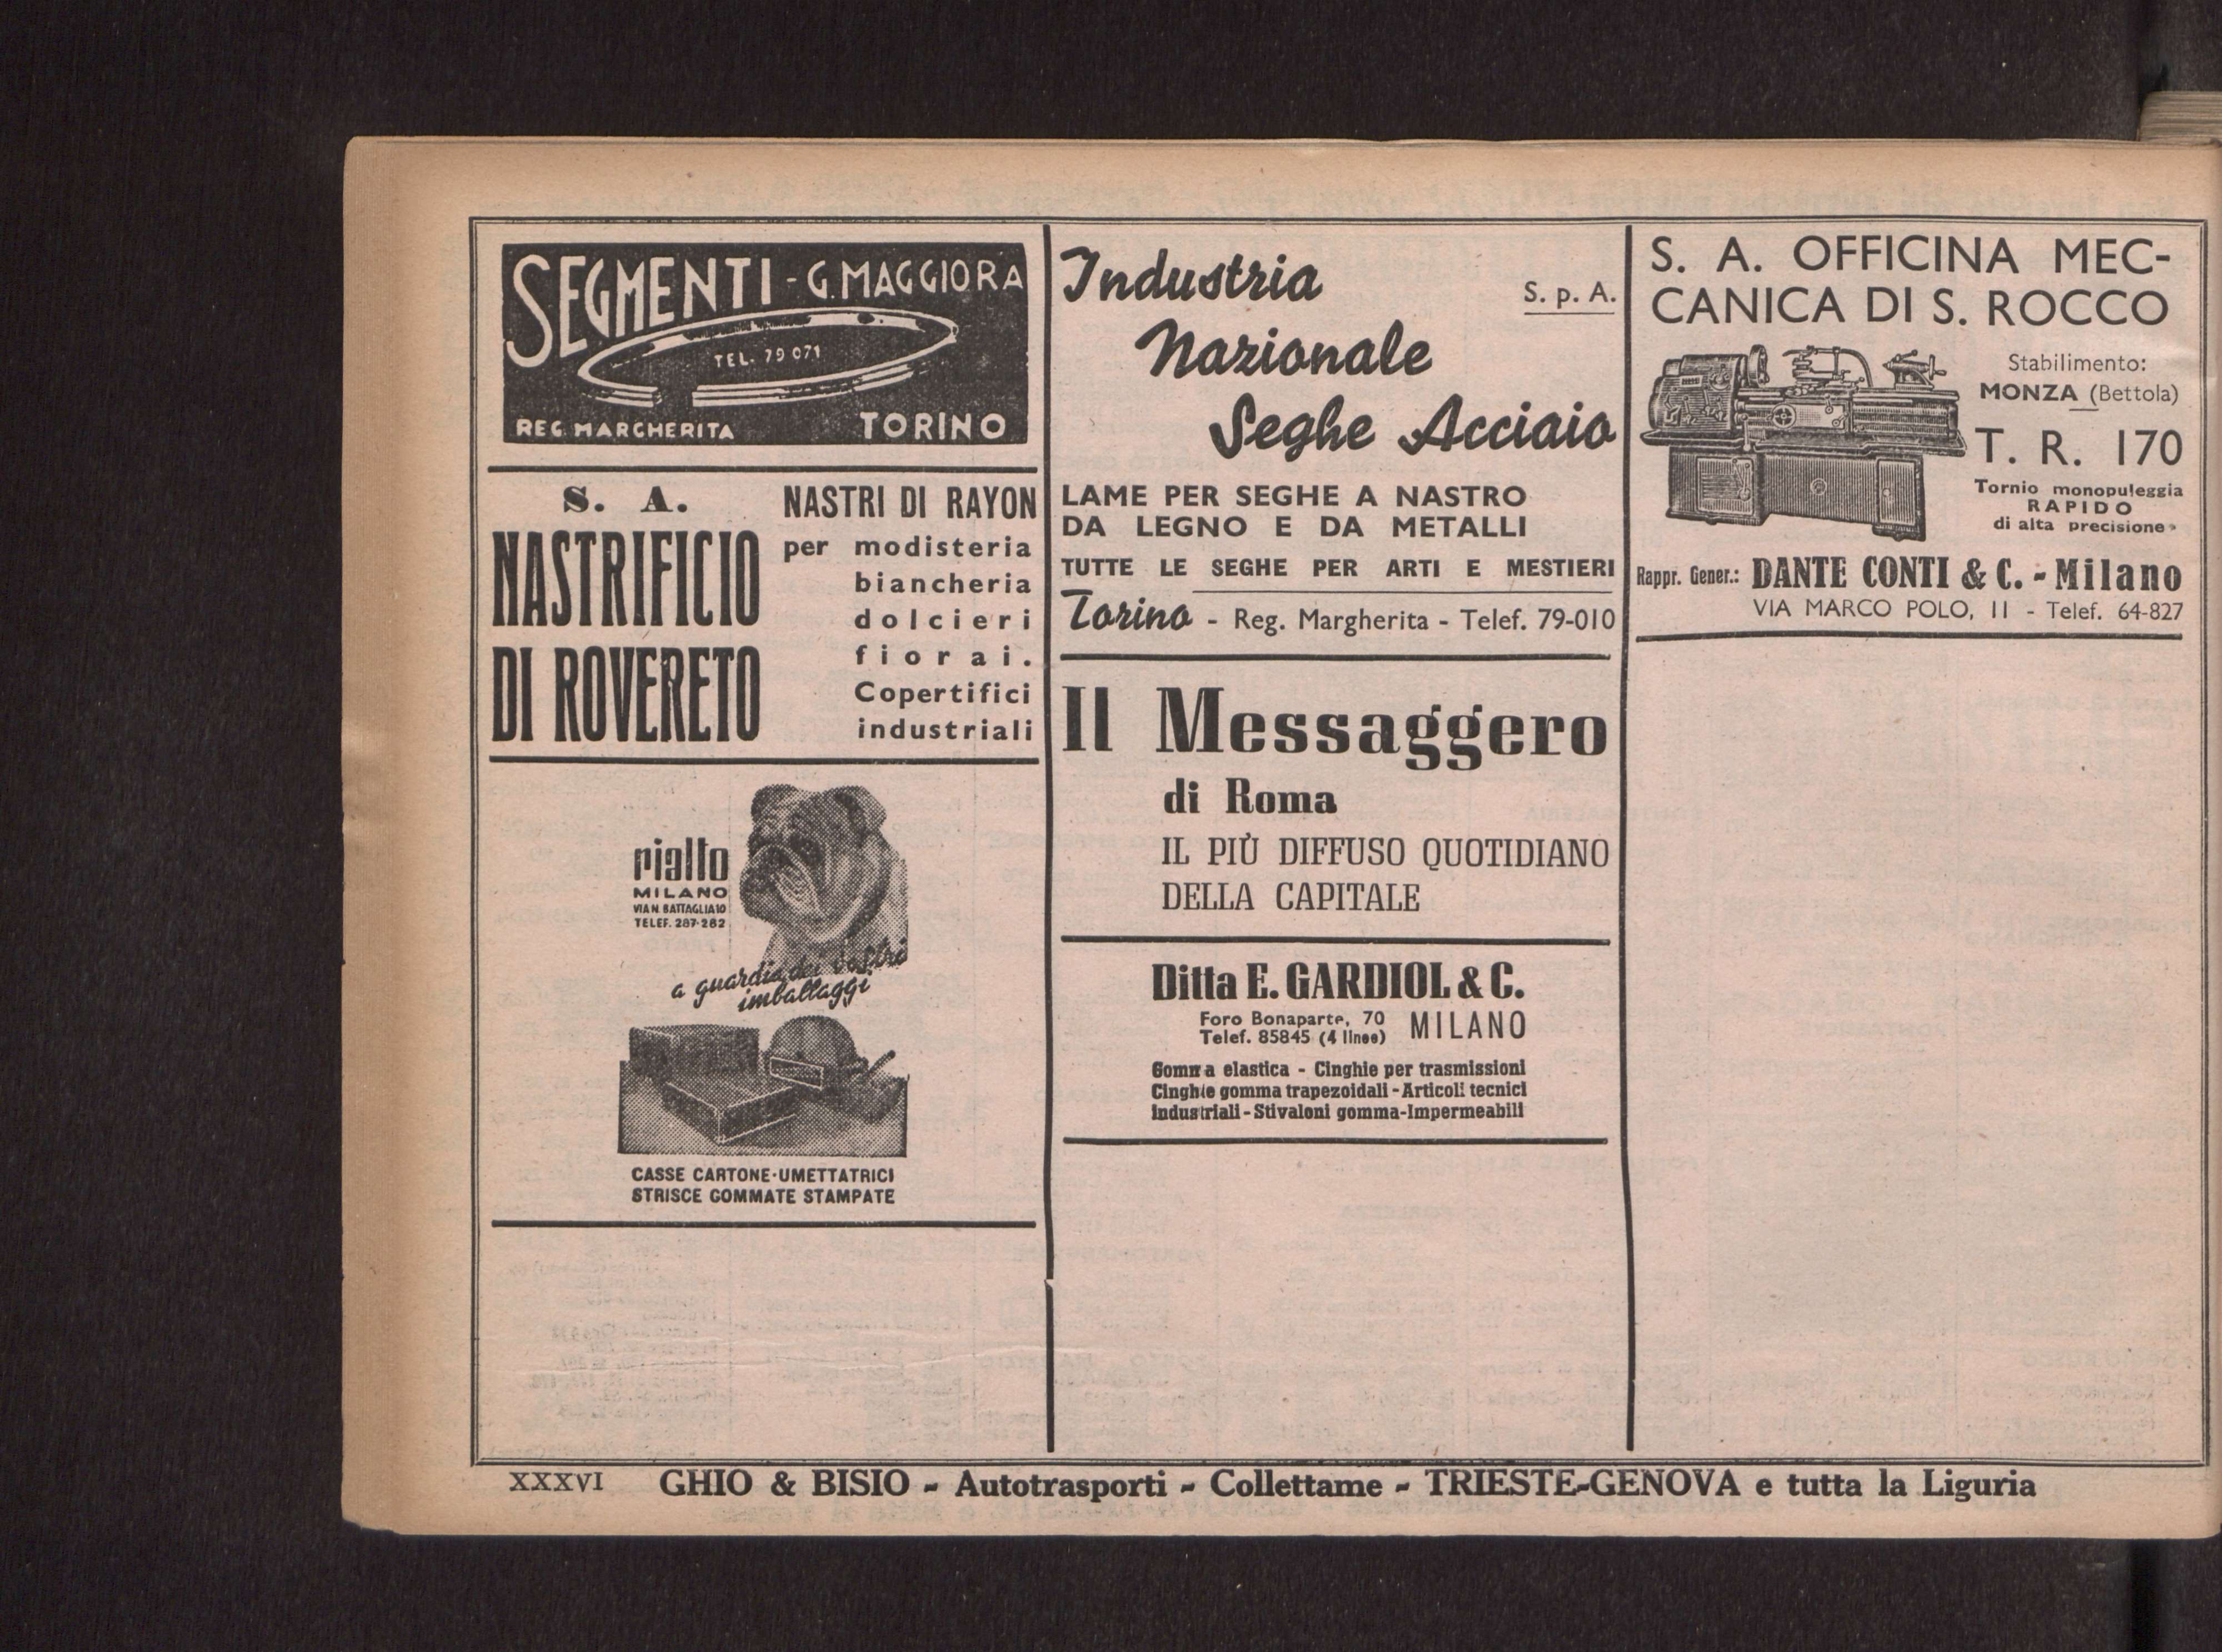 SEGMENTI - G. MAGGIORA
TEL. 79 071
REG. MARGHERITA TORINO
S. A.
NASTRIFICIO
DI ROVERETO
NASTRI DI RAYON
per modisteria
biancheria
dolcieri
fiorai.
Copertifici
industriali
rialto
MILANO
VIA N. BATTAGLIA 10
TELEF. 287-282
a guardia dei vostri
imballaggi
CASSE CARTONE·UMETTATRICI
STRISCE GOMMATE STAMPATE
Industria S. p. A.
Nazionale
Seghe Acciaio
LAME PER SEGHE A NASTRO
DA LEGNO E DA METALLI
TUTTE LE SEGHE PER ARTI E MESTIERI
Torino - Reg. Margherita - Telef. 79-010
Il Messaggero
di Roma
IL PIÙ DIFFUSO QUOTIDIANO
DELLA CAPITALE
Ditta E. GARDIOL & C.
Foro Bonaparte, 70
Telef. 85845 (4 linee)
MILANO
Gomma elastica - Cinghie per trasmissioni
Cinghie gomma trapezoidali - Articoli tecnici
industriali - Stivaloni gomma-Impermeabili
S. A. OFFICINA MEC-
CANICA DI S. ROCCO
Stabilimento:
MONZA (Bettola)
T. R. 170
Tornio monopuleggia
RAPIDO
di alta precisione
Rappr. Gener.: DANTE CONTI & C. - Milano
VIA MARCO POLO, 11 - Telef. 64-827
XXXVI GHIO & BISIO - Autotrasporti - Collettame - TRIESTE-GENOVA e tutta la Liguria